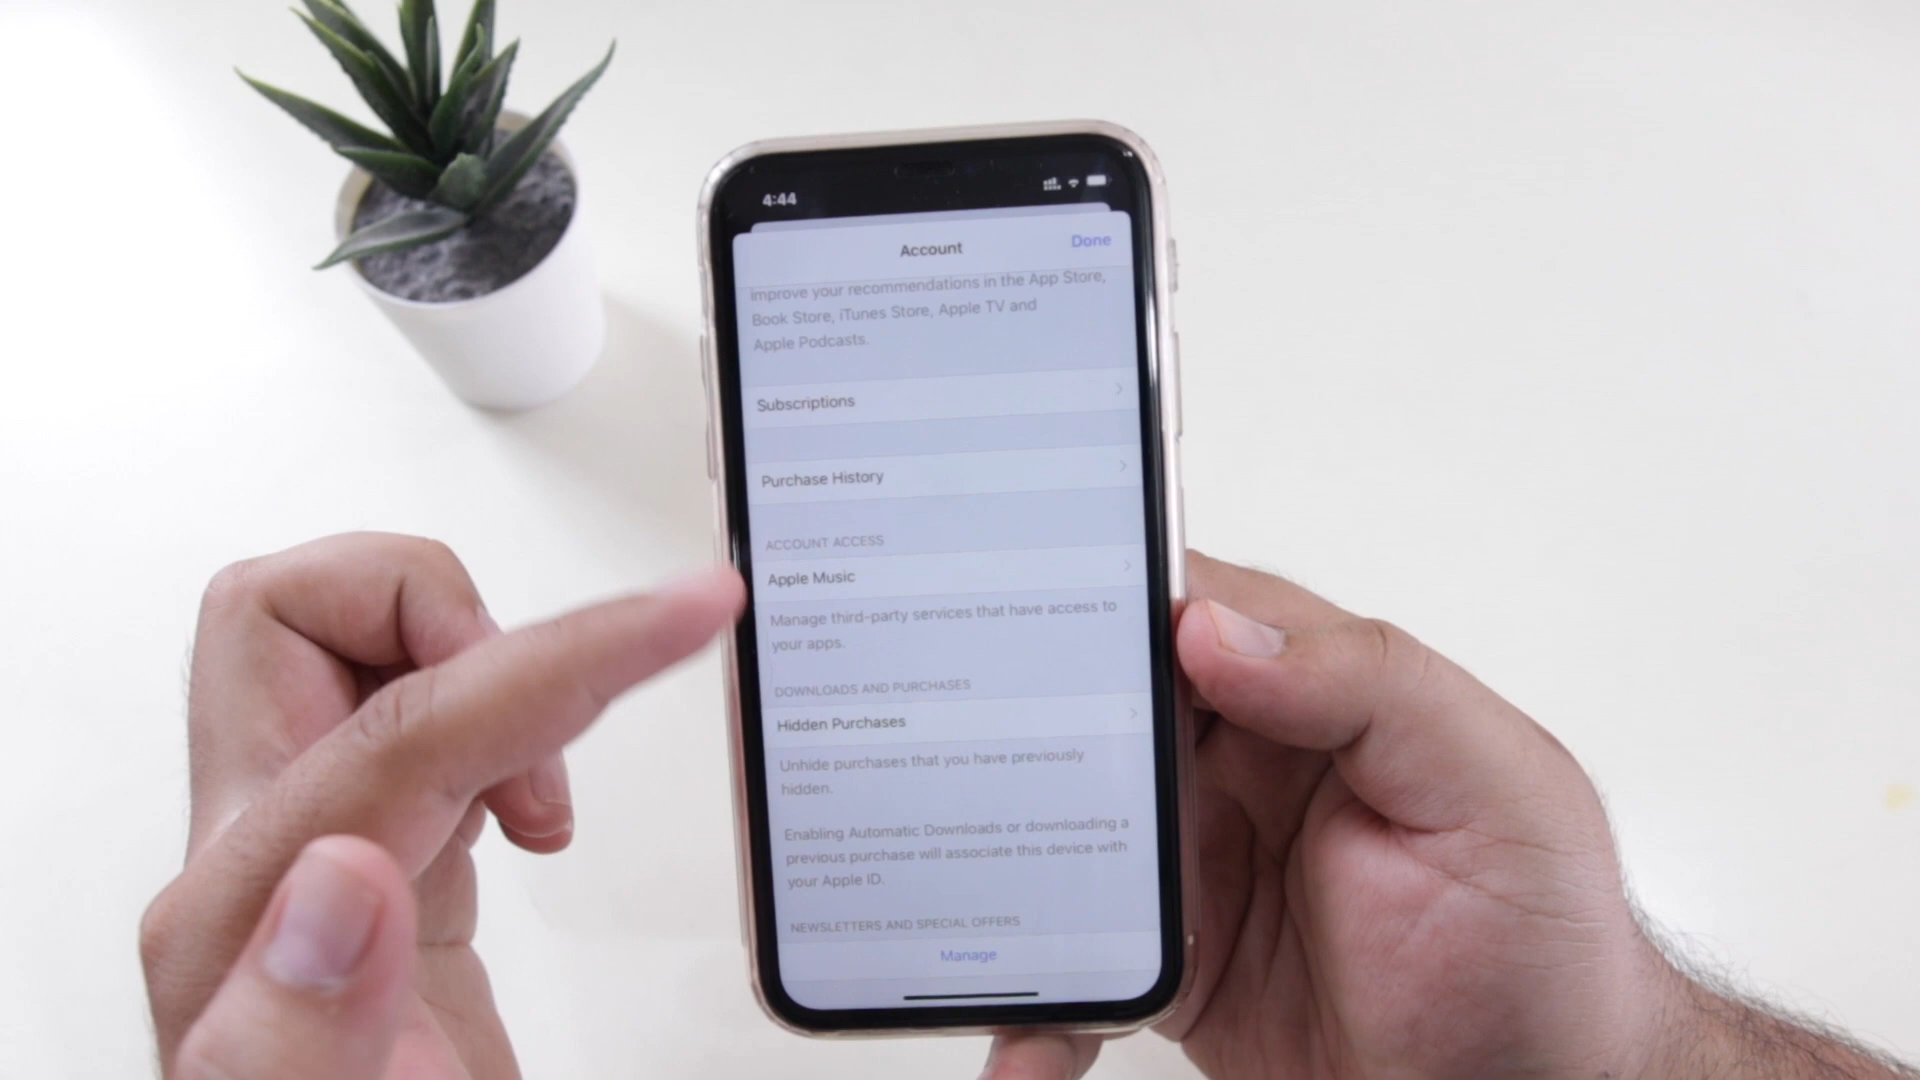 4:44
Account
Done
improve your recommendations in the App Store,
Book Store, iTunes Store, Apple TV and
Apple Podcasts.
Subscriptions
Purchase History
ACCOUNT ACCESS
Apple Music
Manage third-party services that have access to
your apps.
DOWNLOADS AND PURCHASES
Hidden Purchases
Unhide purchases that you have previously
hidden.
Enabling Automatic Downloads or downloading a
previous purchase will associate this device with
your Apple ID.
NEWSLETTERS AND SPECIAL OFFERS
Manage